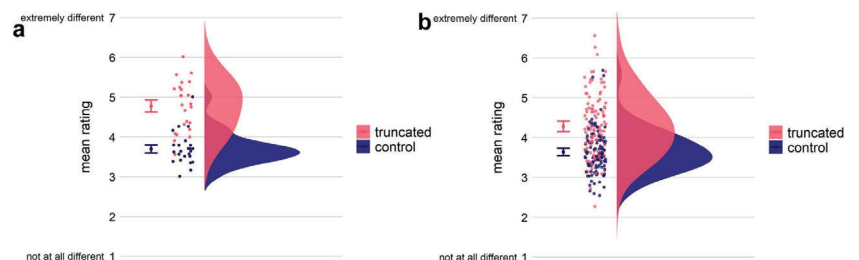 a
extremely different 7
6
5
4
3
2
not at all different 1
mean rating
truncated
control
b
extremely different 7
6
5
4
3
2
not at all different 1
mean rating
truncated
control